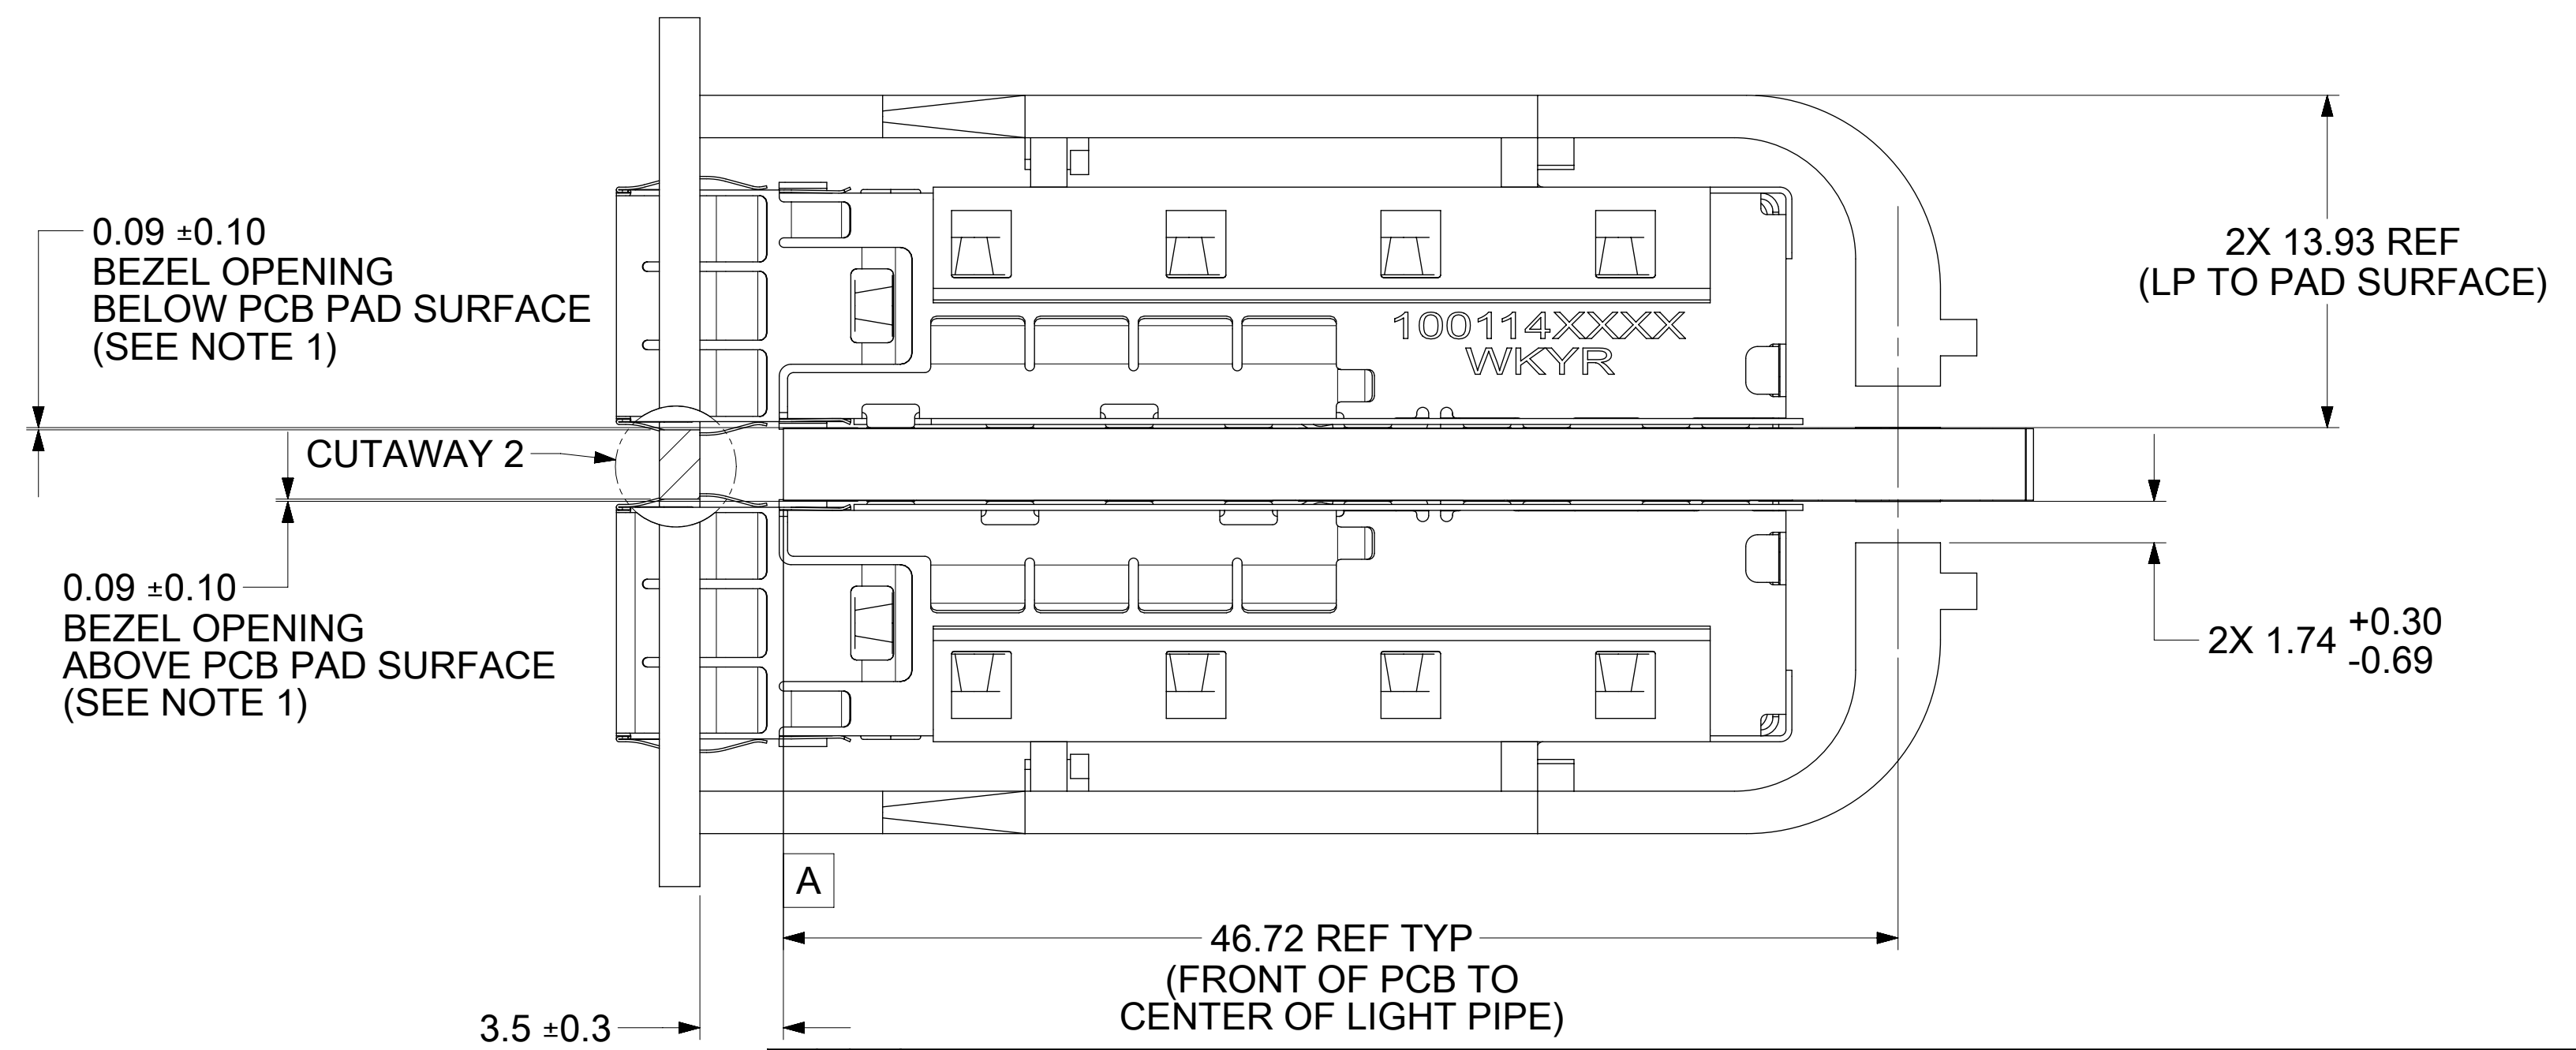 0.09 ±0.10
BEZEL OPENING
BELOW PCB PAD SURFACE
(SEE NOTE 1)
2X 13.93 REF
(LP TO PAD SURFACE)
100114XXXX
WKYR
CUTAWAY 2
0.09 ±0.10
BEZEL OPENING
ABOVE PCB PAD SURFACE
(SEE NOTE 1)
2X 1.74 +0.30
-0.69
A
46.72 REF TYP
(FRONT OF PCB TO
CENTER OF LIGHT PIPE)
3.5 ±0.3